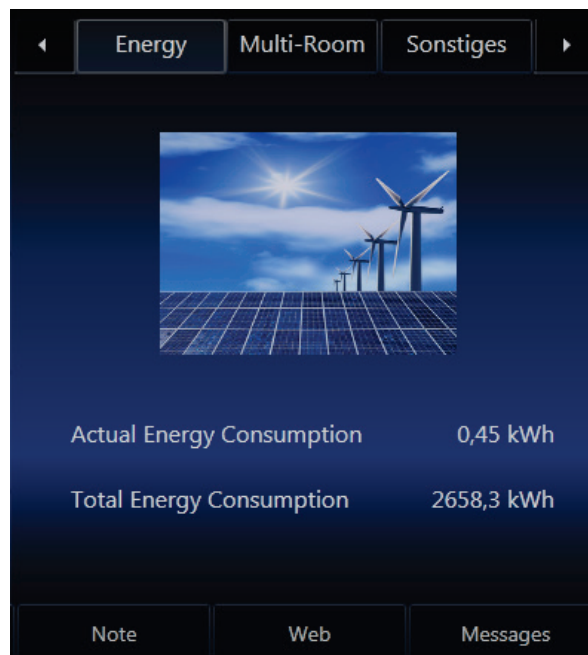 Energy Multi-Room Sonstiges
Actual Energy Consumption 0,45 kWh
Total Energy Consumption 2658,3 kWh
Note Web Messages